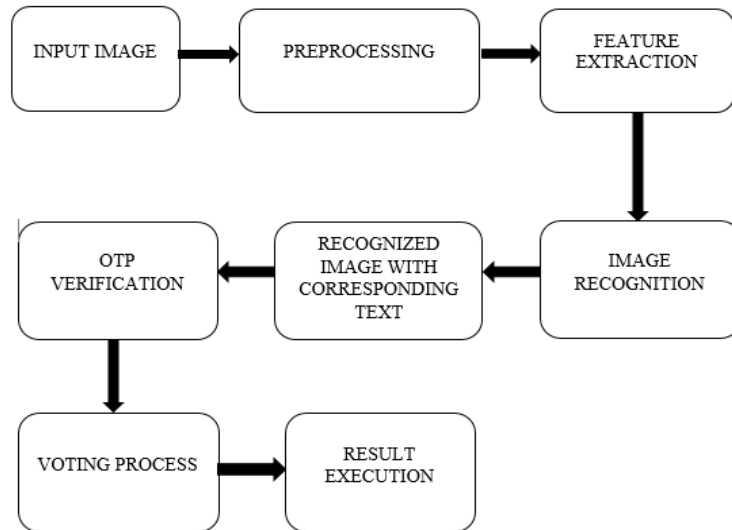 INPUT IMAGE
PREPROCESSING
FEATURE
EXTRACTION
IMAGE
RECOGNITION
RECOGNIZED
IMAGE WITH
CORRESPONDING
TEXT
OTP
VERIFICATION
VOTING PROCESS
RESULT
EXECUTION